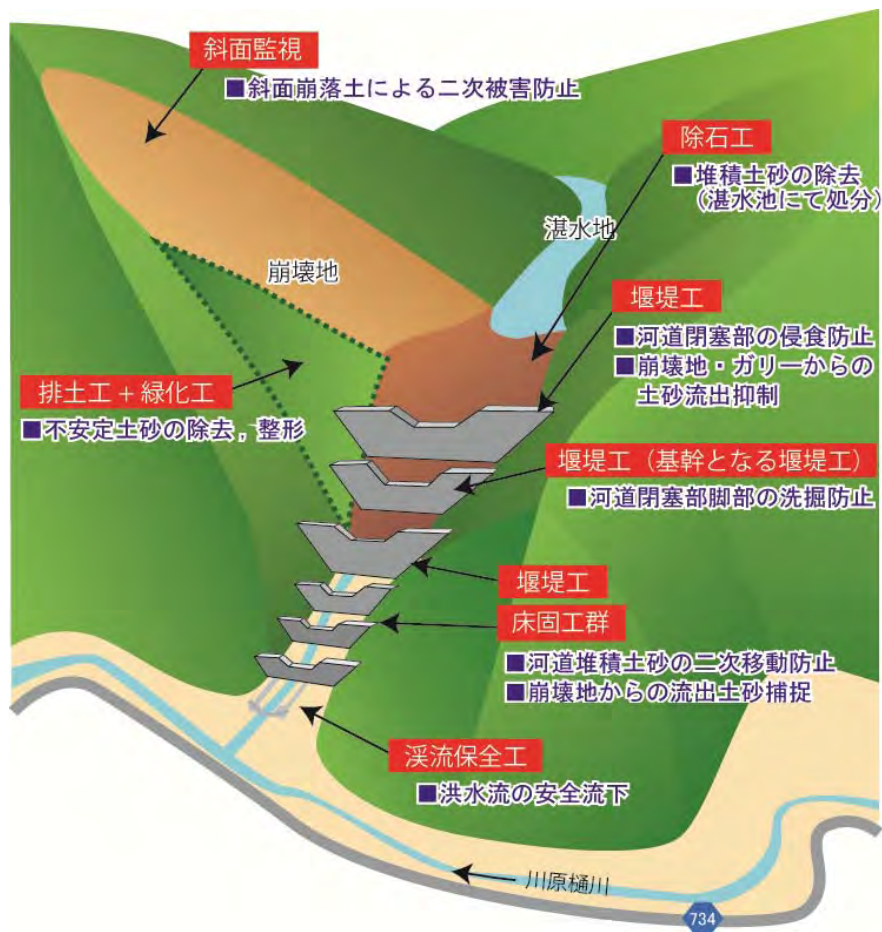 斜面監視
■斜面崩落土による二次被害防止
除石工
■堆積土砂の除去
（湛水池にて処分）
湛水地
崩壊地
堰堤工
■河道閉塞部の侵食防止
■崩壊地・ガリーからの
土砂流出抑制
排土工＋緑化工
■不安定土砂の除去，整形
堰堤工（基幹となる堰堤工）
■河道閉塞部脚部の洗掘防止
堰堤工
床固工群
■河道堆積土砂の二次移動防止
■崩壊地からの流出土砂捕捉
渓流保全工
■洪水流の安全流下
川原樋川
734